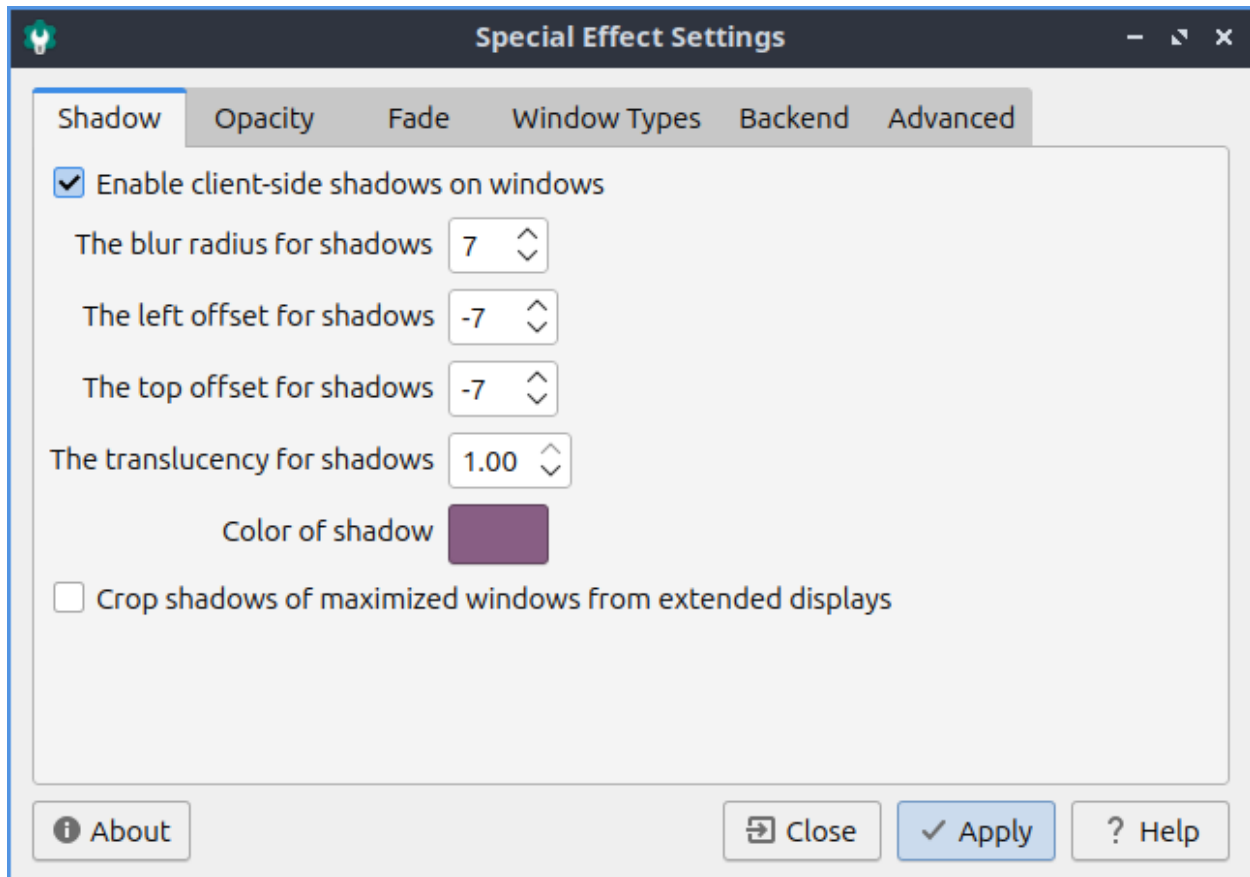 Special Effect Settings
Shadow Opacity Fade Window Types Backend Advanced
Enable client-side shadows on windows
The blur radius for shadows 7
The left offset for shadows -7
The top offset for shadows -7
The translucency for shadows 1.00
Color of shadow
Crop shadows of maximized windows from extended displays
About Close Apply ? Help